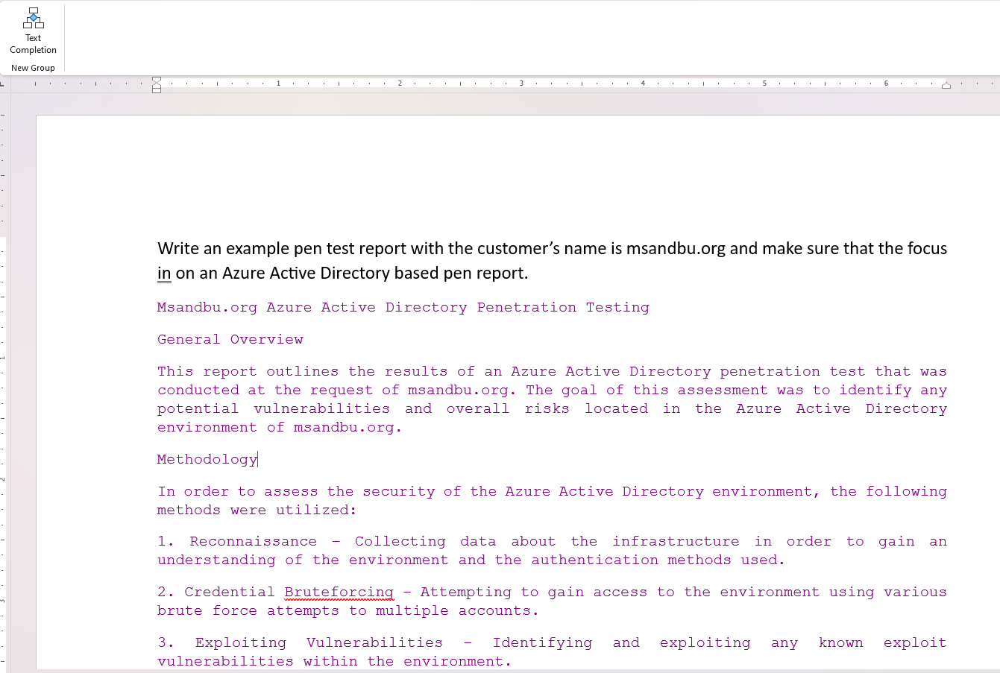 Text
Completion
New Group
1 2 3 4 5 6
Write an example pen test report with the customer’s name is msandbu.org and make sure that the focus
in on an Azure Active Directory based pen report.
Msandbu.org Azure Active Directory Penetration Testing
General Overview
This report outlines the results of an Azure Active Directory penetration test that was
conducted at the request of msandbu.org. The goal of this assessment was to identify any
potential vulnerabilities and overall risks located in the Azure Active Directory
environment of msandbu.org.
Methodology
In order to assess the security of the Azure Active Directory environment, the following
methods were utilized:
1. Reconnaissance – Collecting data about the infrastructure in order to gain an
understanding of the environment and the authentication methods used.
2. Credential Bruteforcing – Attempting to gain access to the environment using various
brute force attempts to multiple accounts.
3. Exploiting Vulnerabilities – Identifying and exploiting any known exploit
vulnerabilities within the environment.
1
2
3